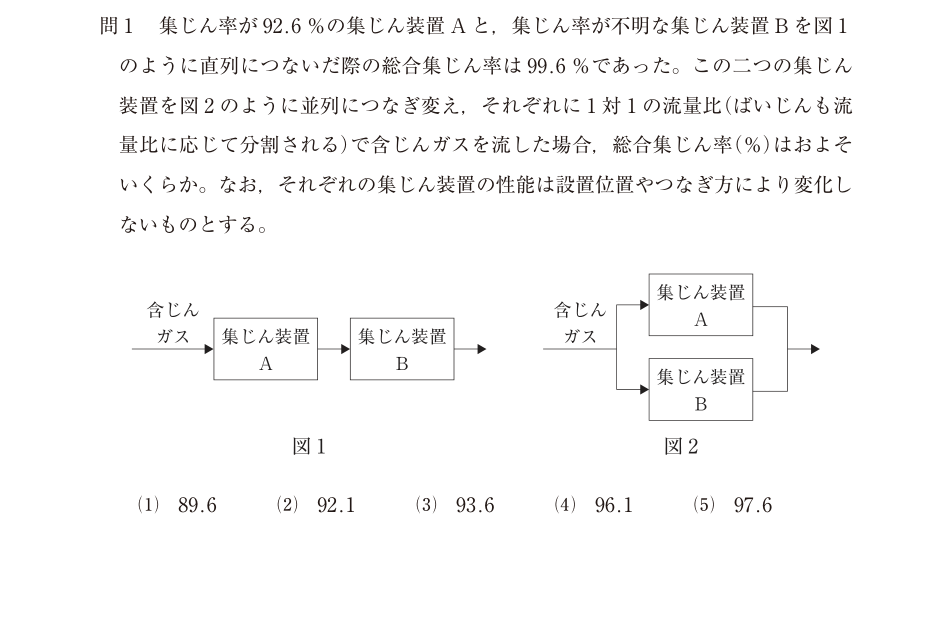 問1　集じん率が 92.6 %の集じん装置 A と，集じん率が不明な集じん装置 B を図1
のように直列につないだ際の総合集じん率は 99.6 %であった。この二つの集じん
装置を図2のように並列につなぎ変え，それぞれに1対1の流量比(ばいじんも流
量比に応じて分割される)で含じんガスを流した場合，総合集じん率(%)はおよそ
いくらか。なお，それぞれの集じん装置の性能は設置位置やつなぎ方により変化し
ないものとする。
含じん
ガス
集じん装置
A
集じん装置
B
図1
含じん
ガス
集じん装置
A
集じん装置
B
図2
(1)　89.6　(2)　92.1　(3)　93.6　(4)　96.1　(5)　97.6